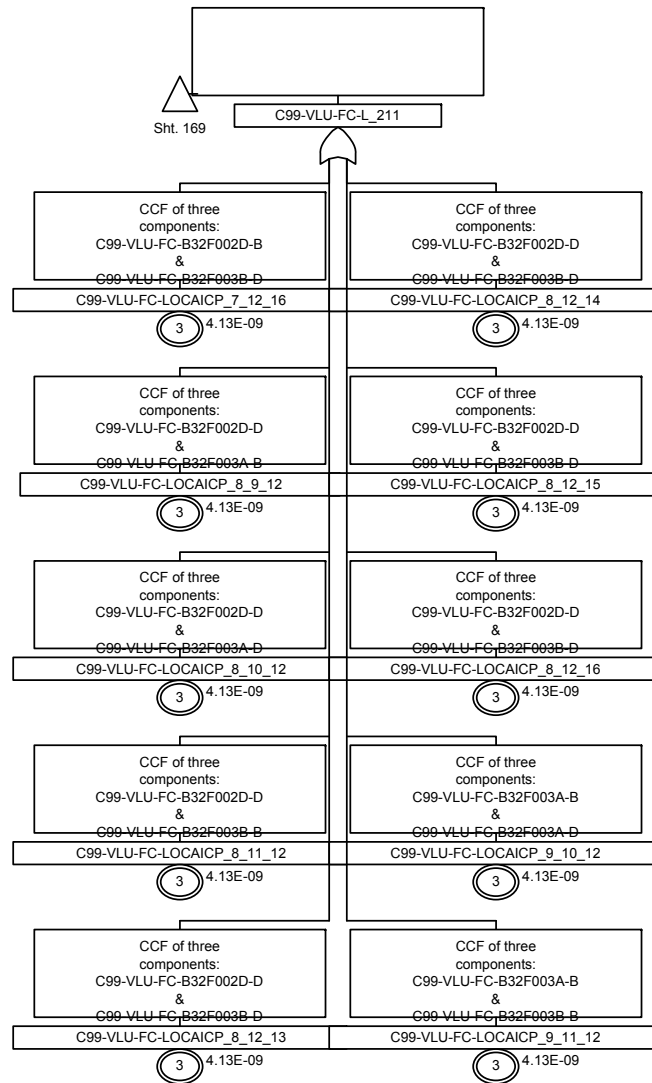 Sht. 169
C99-VLU-FC-L_211
CCF of three
components:
C99-VLU-FC-B32F002D-B
&
C99-VLU-FC-B32F003B-D
C99-VLU-FC-LOCAICP_7_12_16
3
4.13E-09
CCF of three
components:
C99-VLU-FC-B32F002D-D
&
C99-VLU-FC-B32F003B-D
C99-VLU-FC-LOCAICP_8_12_14
3
4.13E-09
CCF of three
components:
C99-VLU-FC-B32F002D-D
&
C99-VLU-FC-B32F003A-B
C99-VLU-FC-LOCAICP_8_9_12
3
4.13E-09
CCF of three
components:
C99-VLU-FC-B32F002D-D
&
C99-VLU-FC-B32F003B-D
C99-VLU-FC-LOCAICP_8_12_15
3
4.13E-09
CCF of three
components:
C99-VLU-FC-B32F002D-D
&
C99-VLU-FC-B32F003A-D
C99-VLU-FC-LOCAICP_8_10_12
3
4.13E-09
CCF of three
components:
C99-VLU-FC-B32F002D-D
&
C99-VLU-FC-B32F003B-D
C99-VLU-FC-LOCAICP_8_12_16
3
4.13E-09
CCF of three
components:
C99-VLU-FC-B32F002D-D
&
C99-VLU-FC-B32F003B-B
C99-VLU-FC-LOCAICP_8_11_12
3
4.13E-09
CCF of three
components:
C99-VLU-FC-B32F003A-B
&
C99-VLU-FC-B32F003A-D
C99-VLU-FC-LOCAICP_9_10_12
3
4.13E-09
CCF of three
components:
C99-VLU-FC-B32F002D-D
&
C99-VLU-FC-B32F003B-D
C99-VLU-FC-LOCAICP_8_12_13
3
4.13E-09
CCF of three
components:
C99-VLU-FC-B32F003A-B
&
C99-VLU-FC-B32F003B-B
C99-VLU-FC-LOCAICP_9_11_12
3
4.13E-09